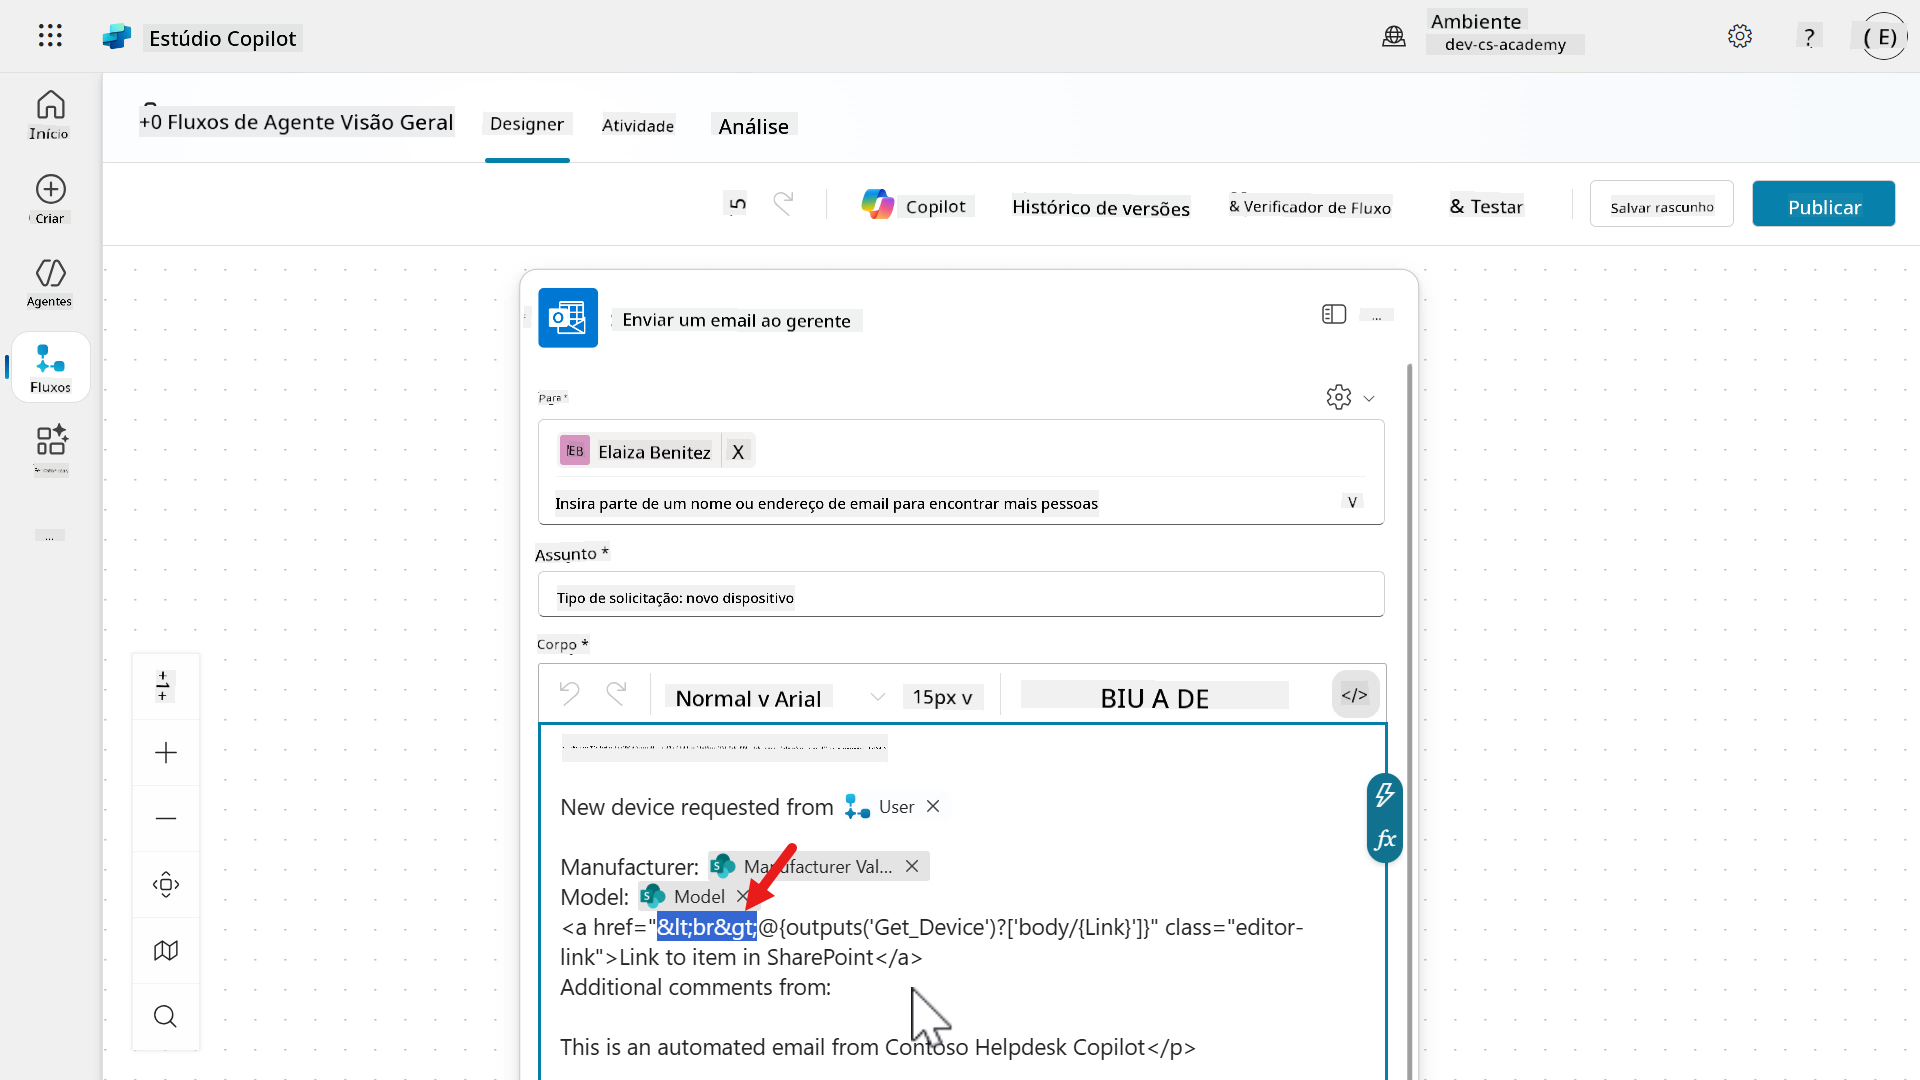 Estúdio Copilot
Ambiente
dev-cs-academy
?
( E)
Início
Criar
Agentes
Fluxos
...
+0 Fluxos de Agente Visão Geral
Designer
Atividade
Análise
Copilot
Histórico de versões
& Verificador de Fluxo
& Testar
Salvar rascunho
Publicar
Enviar um email ao gerente
...
Para *
EB
Elaiza Benitez
X
Insira parte de um nome ou endereço de email para encontrar mais pessoas
V
Assunto *
Tipo de solicitação: novo dispositivo
Corpo *
Normal v Arial
15px v
BIU A DE
</>
New device requested from User ×
Manufacturer: Manufacturer Val... ×
Model: Model ×
<a href="&lt;br&gt;@{outputs('Get_Device')?['body/{Link}']}" class="editor-
link">Link to item in SharePoint</a>
Additional comments from:
This is an automated email from Contoso Helpdesk Copilot</p>
fx